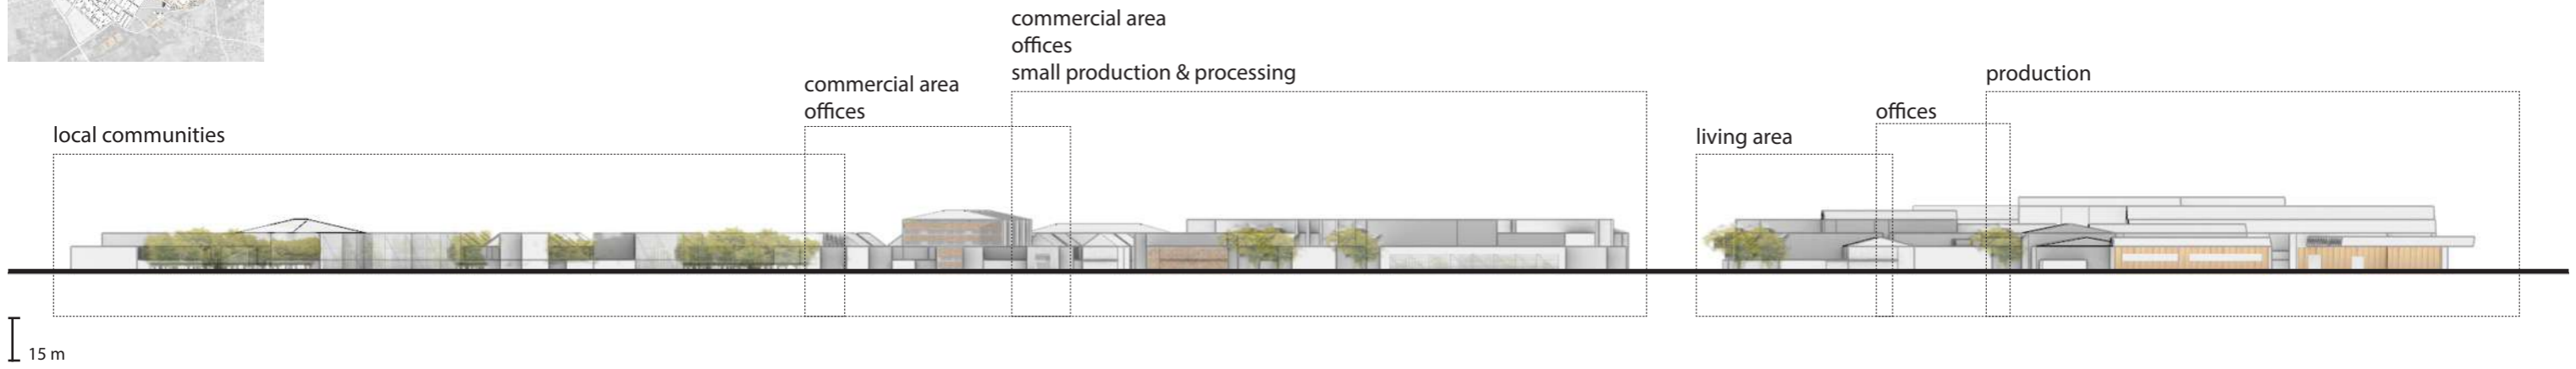 local communities
commercial area
offices
commercial area
offices
small production & processing
living area
offices
production
15 m